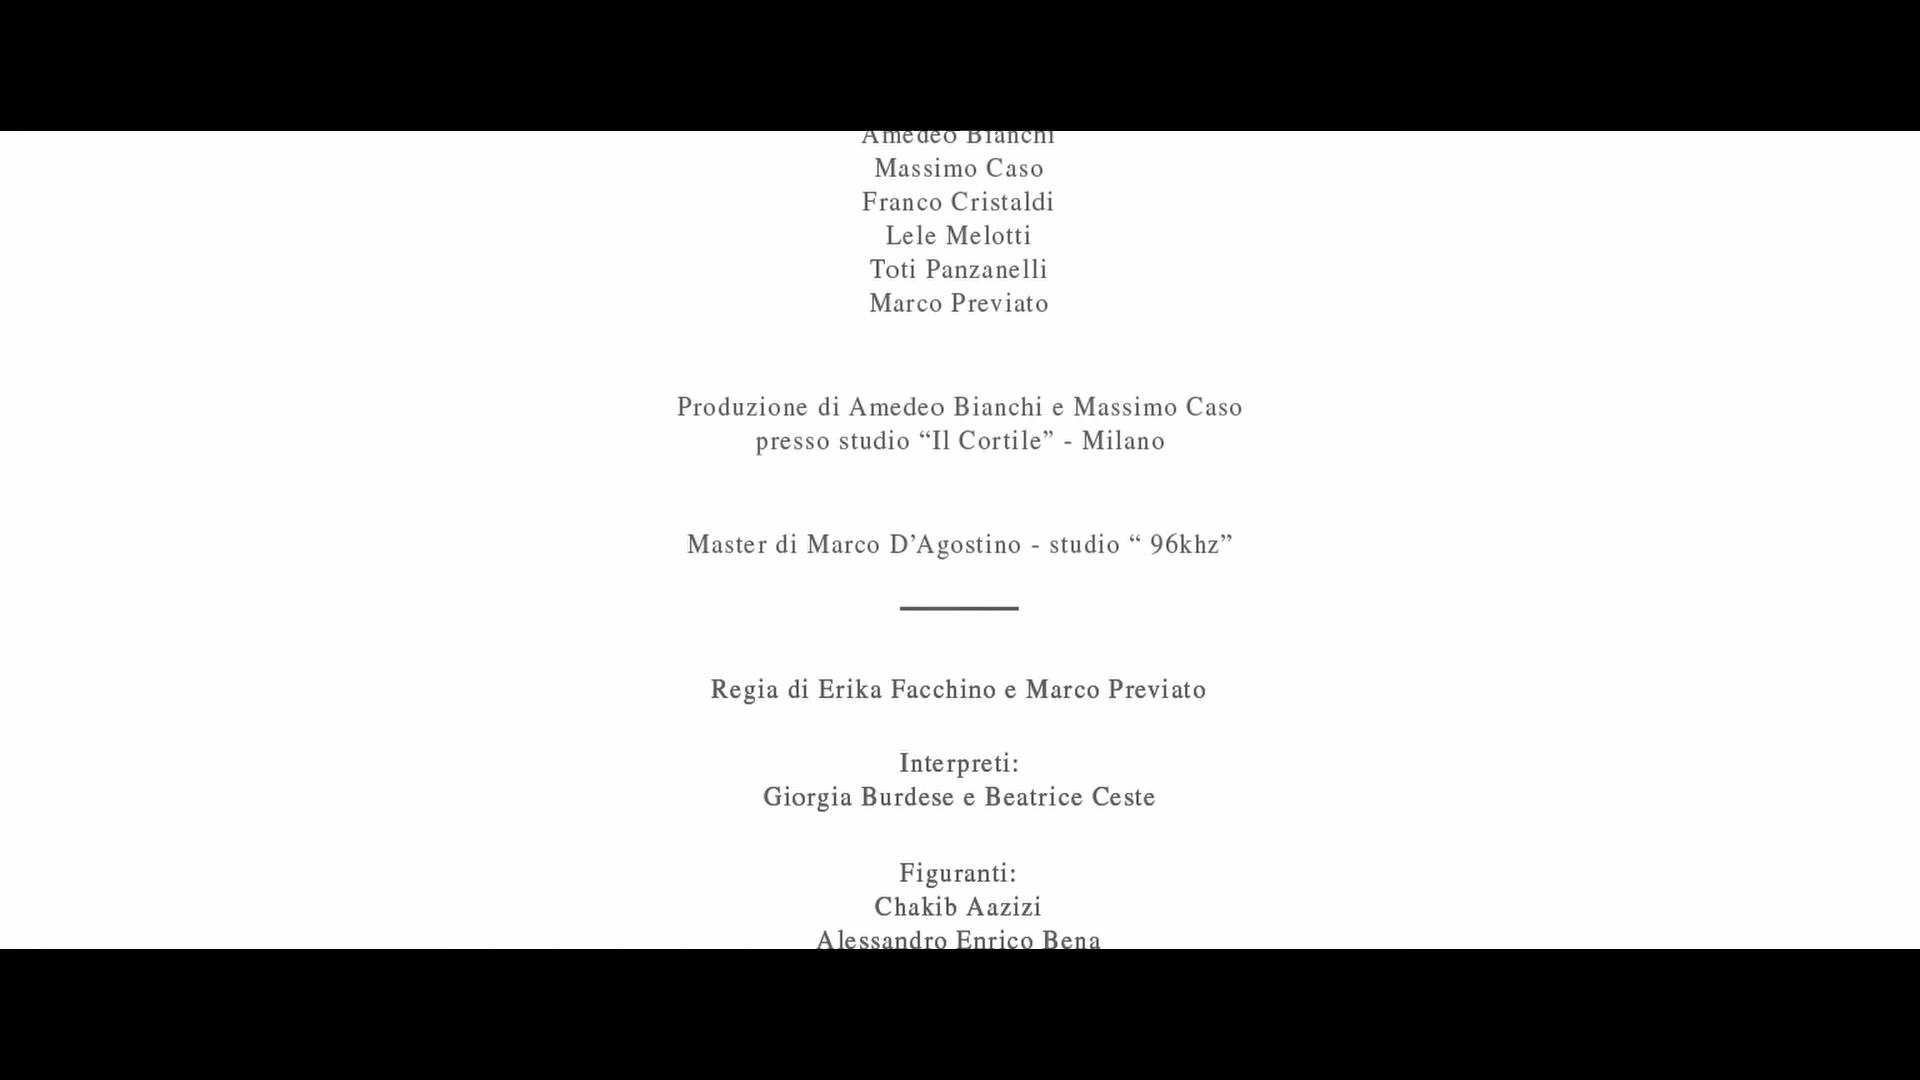 Amedeo Bianchi
Massimo Caso
Franco Cristaldi
Lele Melotti
Toti Panzanelli
Marco Previato
Produzione di Amedeo Bianchi e Massimo Caso
presso studio “Il Cortile” - Milano
Master di Marco D’Agostino - studio “ 96khz”
Regia di Erika Facchino e Marco Previato
Interpreti:
Giorgia Burdese e Beatrice Ceste
Figuranti:
Chakib Aazizi
Alessandro Enrico Bena